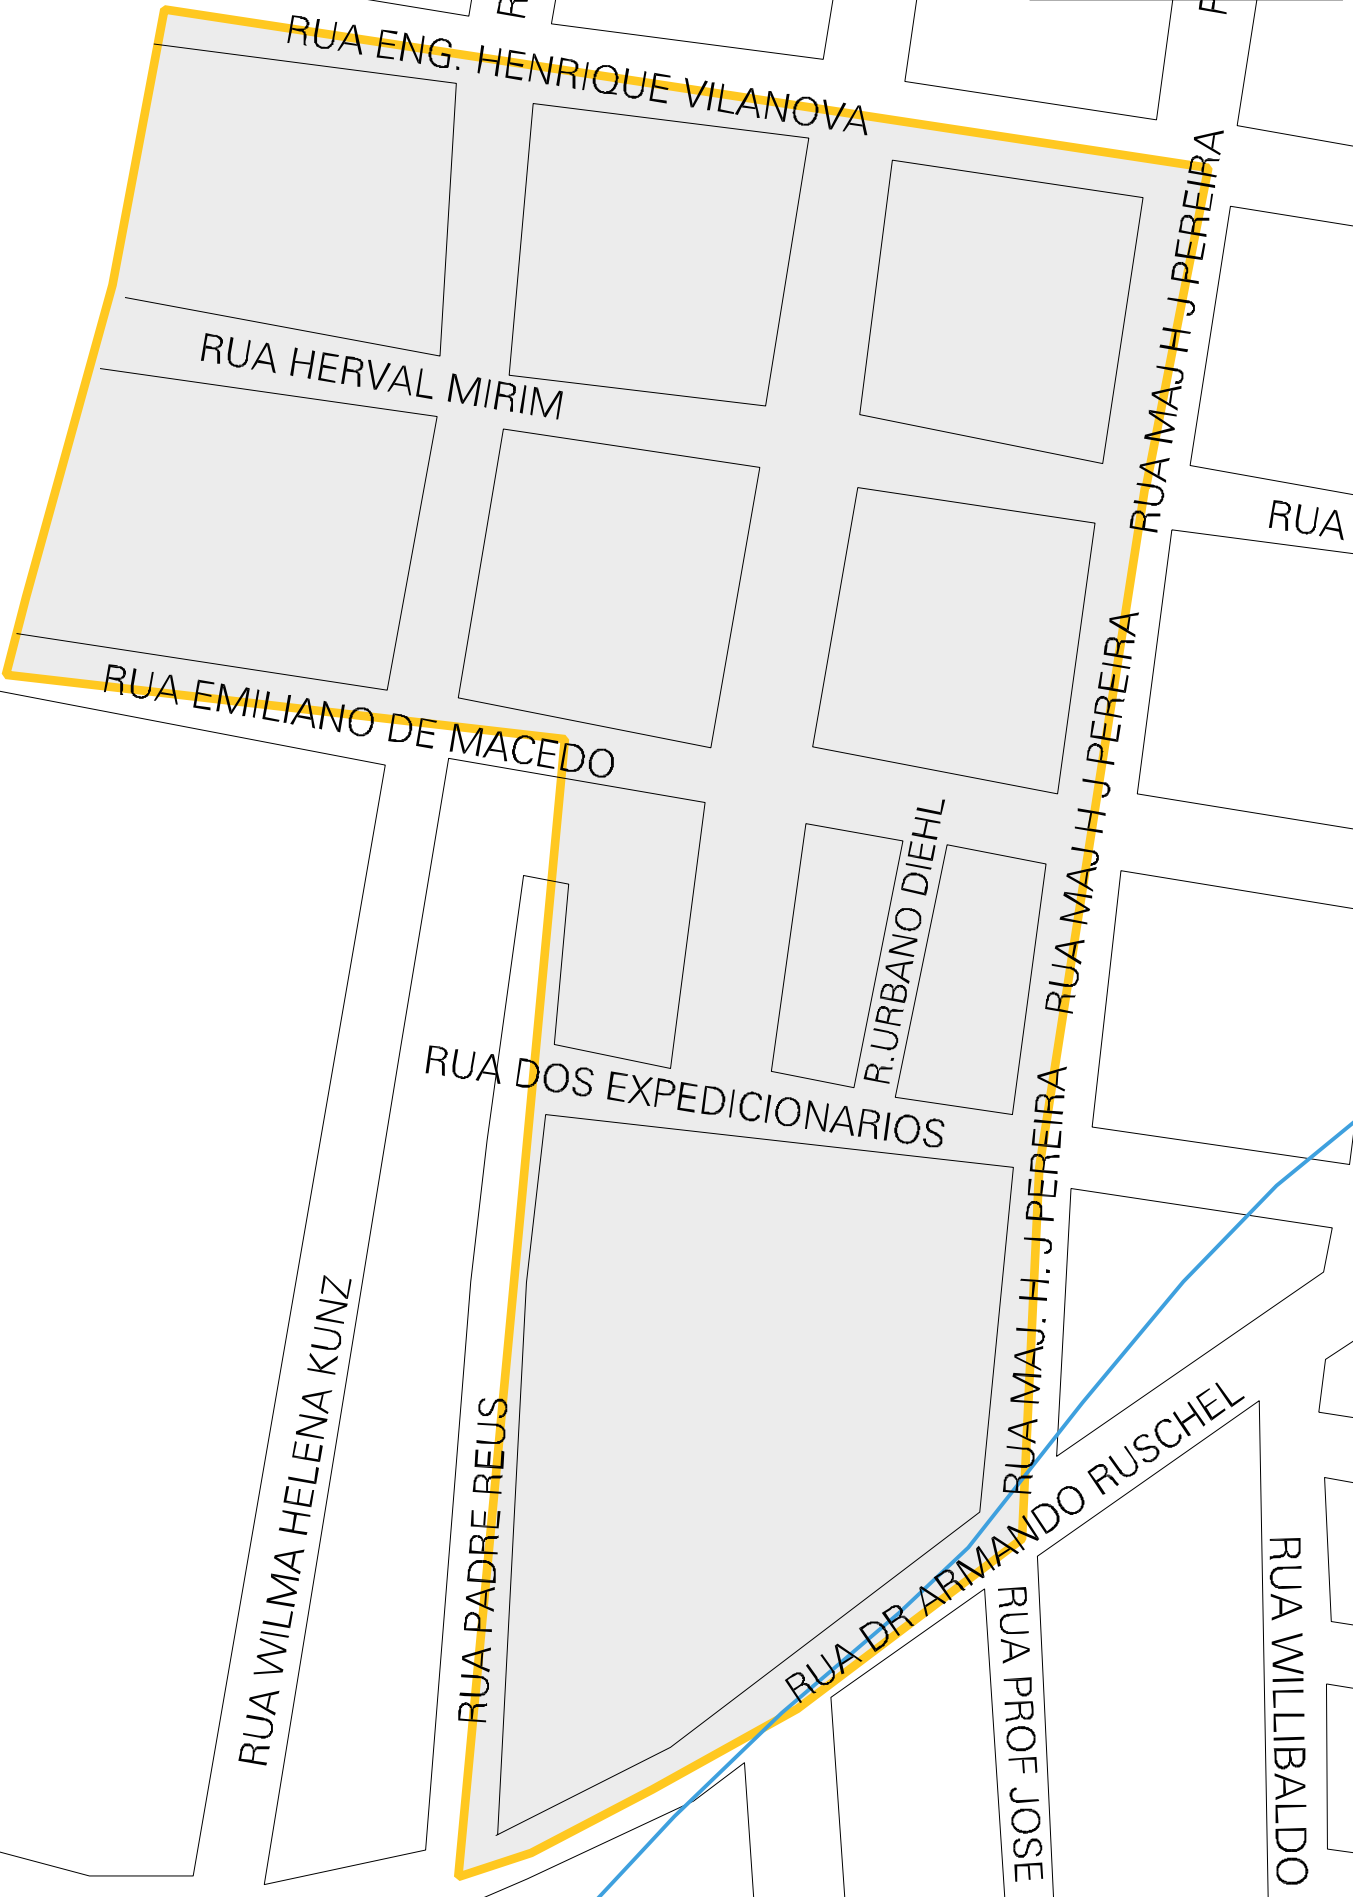 RUA ENG. HENRIQUE VILANOVA
RUA MAJ H J PEREIRA
RUA HERVAL MIRIM
RUA
RUA EMILIANO DE MACEDO
RUA MAJ H J PEREIRA
R.URBANO DIEHL
RUA DOS EXPEDICIONARIOS
RUA MAJ. H. J PEREIRA
RUA WILMA HELENA KUNZ
RUA PADRE REUS
RUA DR ARMANDO RUSCHEL
RUA PROF JOSE
RUA WILLIBALDO